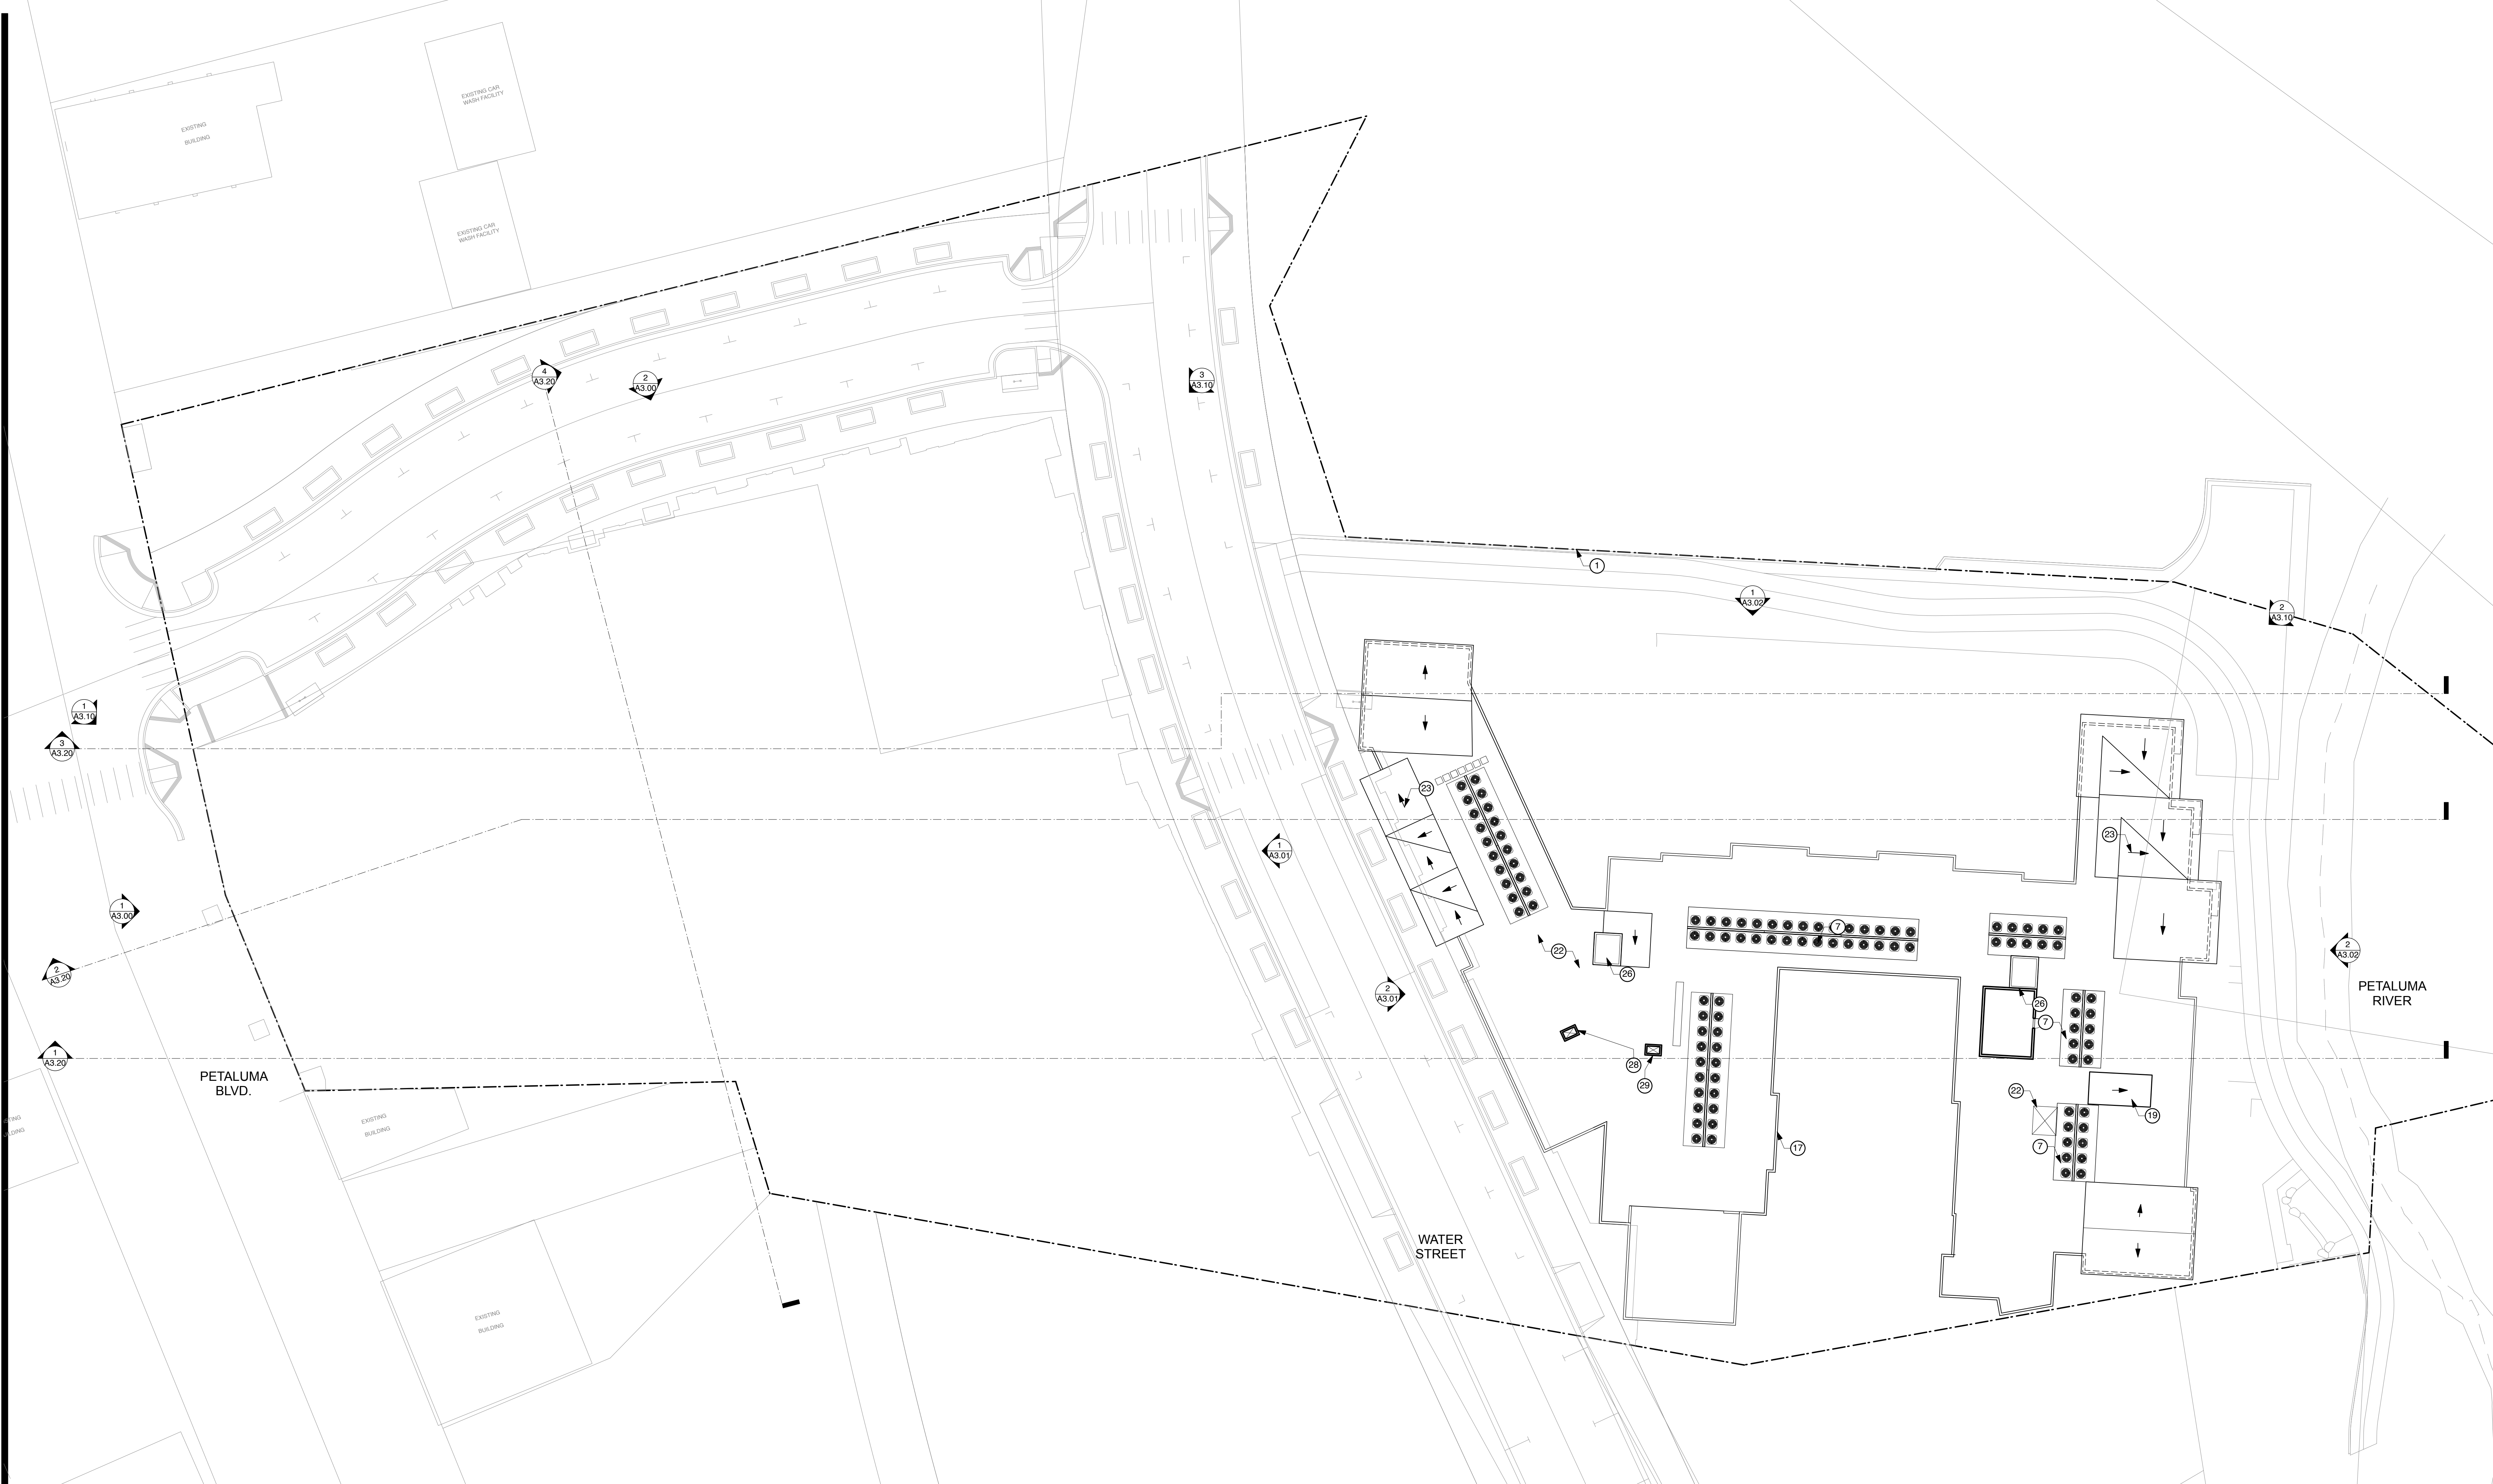 EXISTING CAR
WASH FACILITY
EXISTING
BUILDING
EXISTING CAR
WASH FACILITY
4
A3.20
2
A3.00
3
A3.10
1
1
A3.02
2
A3.10
1
A3.10
3
A3.20
23
23
1
A3.01
1
A3.00
7
22
26
2
A3.20
2
A3.01
2
A3.02
PETALUMA
RIVER
26
7
1
A3.20
28
29
PETALUMA
BLVD.
22
19
EXISTING
BUILDING
7
17
WATER
STREET
EXISTING
BUILDING